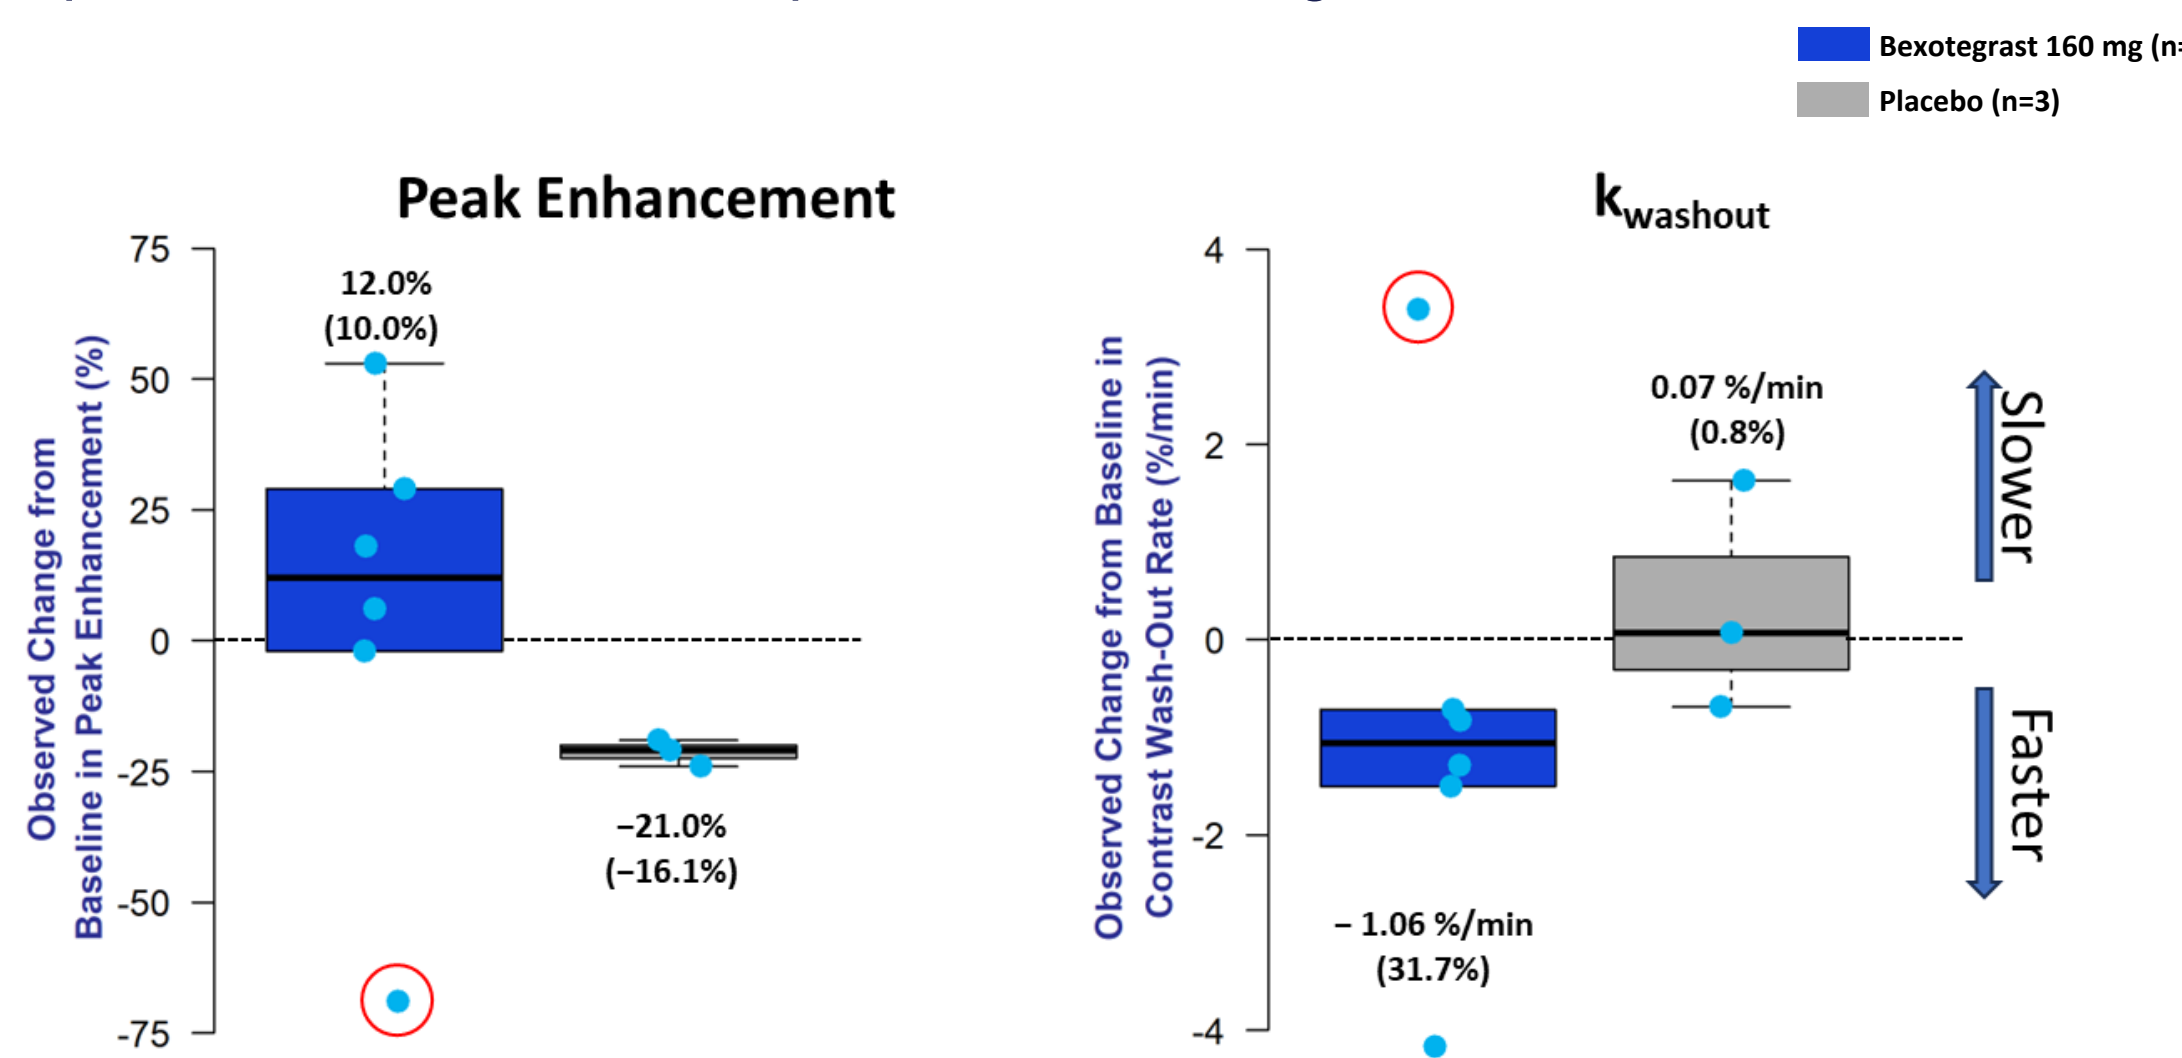 Bexotegrast 160 mg (n=
Placebo (n=3)
Peak Enhancement
Observed Change from
Baseline in Peak Enhancement (%)
75
50
25
0
-25
-50
-75
12.0%
(10.0%)
−21.0%
(−16.1%)
kwashout
Observed Change from Baseline in
Contrast Wash-Out Rate (%/min)
4
2
0
-2
-4
0.07 %/min
(0.8%)
− 1.06 %/min
(31.7%)
Slower
Faster